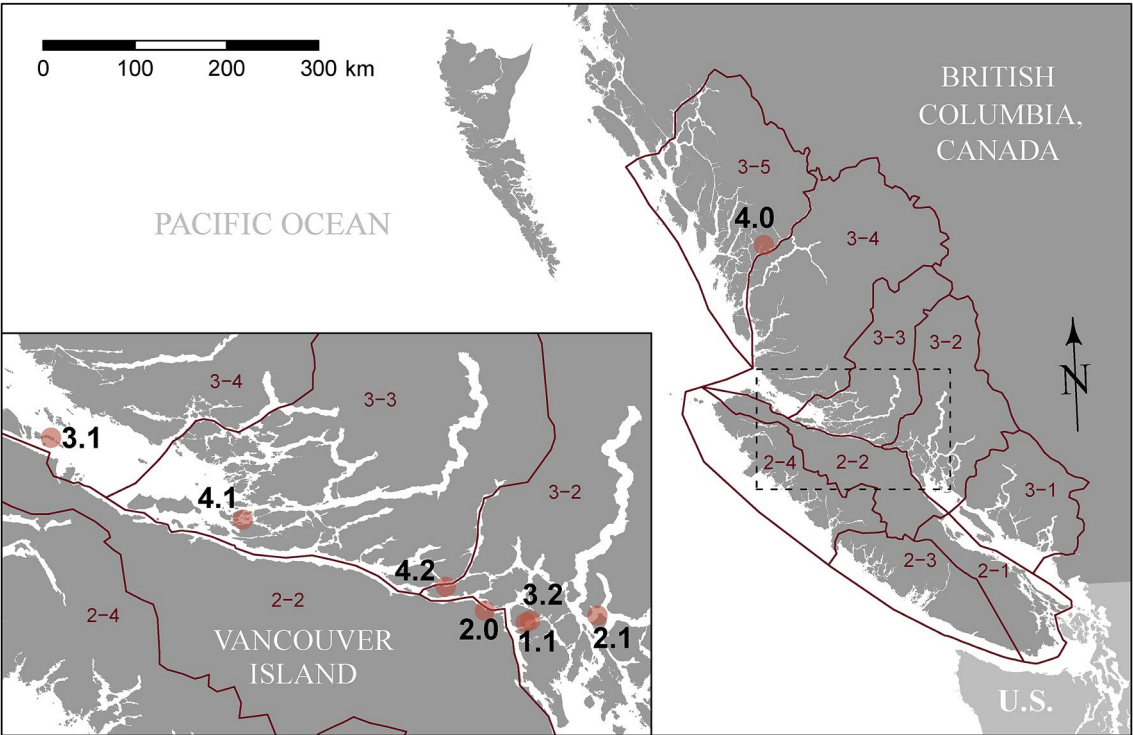 0 100 200 300 km
BRITISH
COLUMBIA,
CANADA
PACIFIC OCEAN
3-5
4.0
3-4
3-3
3-2
N
2-4
2-2
3-1
2-3
2-1
U.S.
3-4
3-3
3.1
3-2
4.1
4.2
3.2
2-4
2-2
2.0
1.1
2.1
VANCOUVER
ISLAND